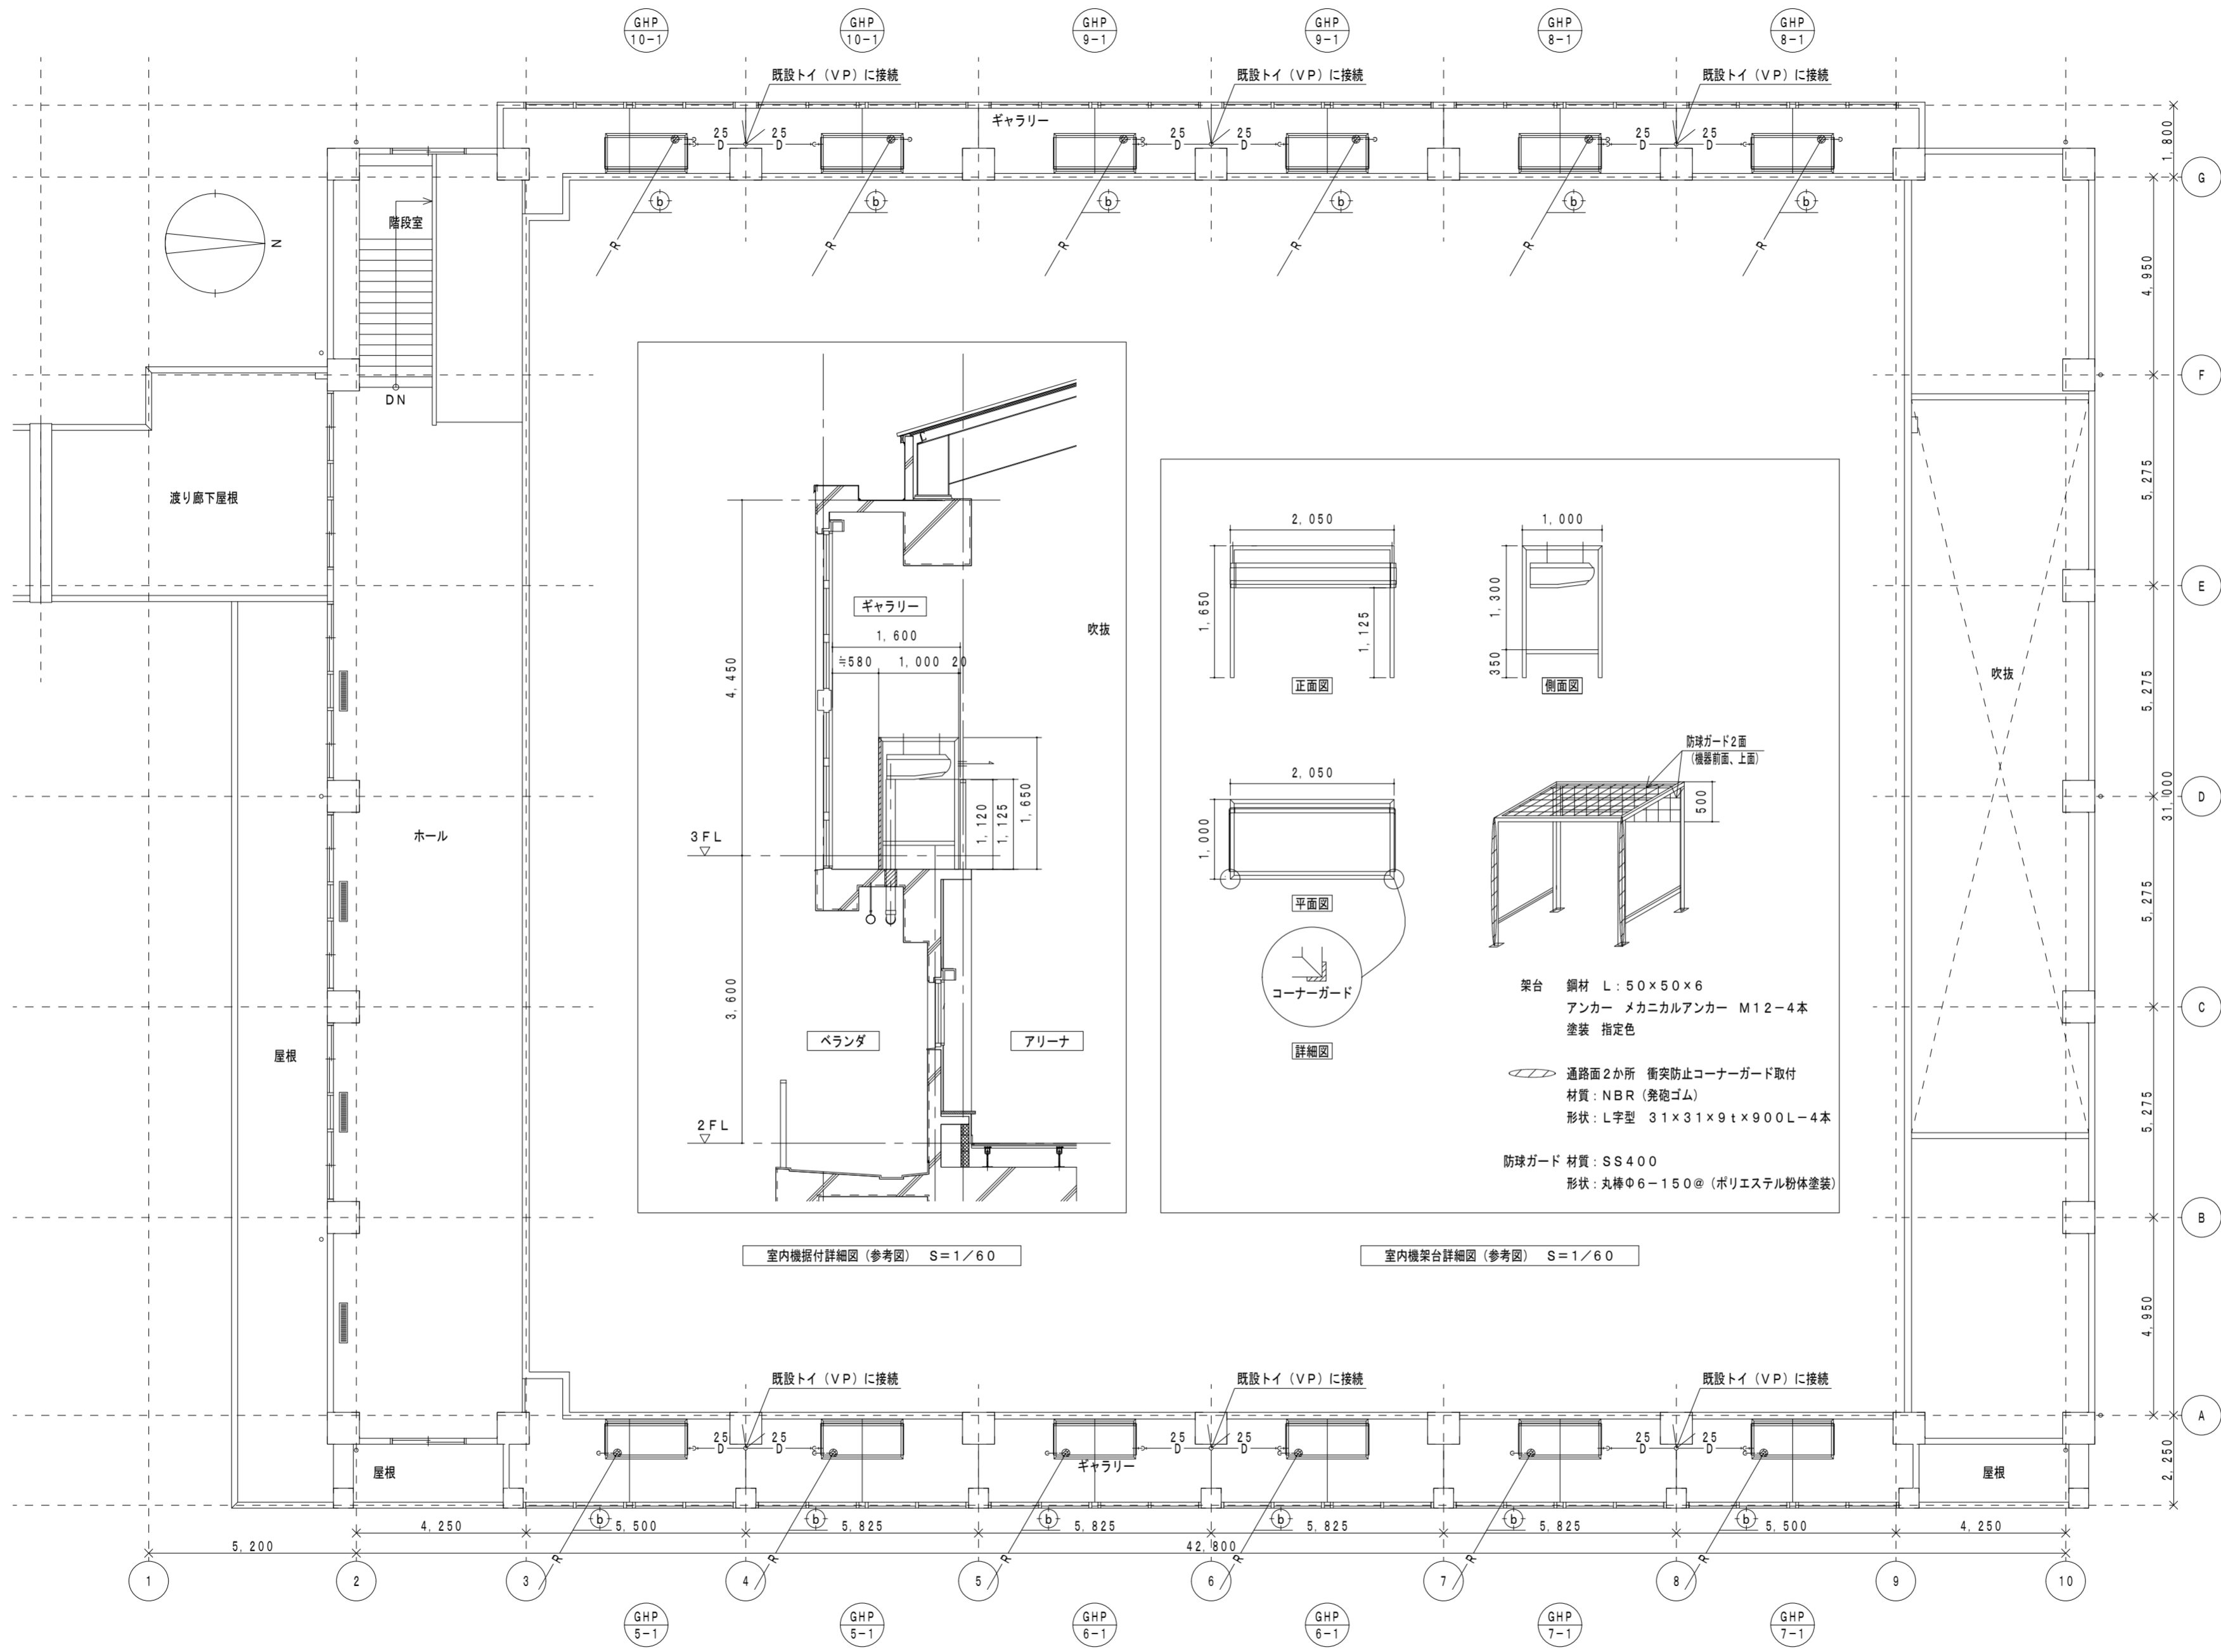 GHP
10-1
GHP
10-1
GHP
9-1
GHP
9-1
GHP
8-1
GHP
8-1
既設トイ（VP）に接続
既設トイ（VP）に接続
既設トイ（VP）に接続
ギャラリー
25
D
25
D
25
D
25
D
25
D
25
D
b
b
b
b
b
b
R
R
R
R
R
R
1,800
G
4,950
F
5,275
E
5,275
D
31,000
5,275
C
5,275
B
4,950
A
2,250
N
階段室
DN
渡り廊下屋根
ホール
屋根
屋根
吹抜
屋根
ギャラリー
吹抜
1,600
≒580
1,000
20
4,450
1,120
1,125
1,650
3FL
3,600
ベランダ
アリーナ
2FL
室内機据付詳細図（参考図） S=1/60
2,050
1,650
1,125
正面図
1,000
1,300
350
側面図
2,050
1,000
平面図
コーナーガード
詳細図
防球ガード2面
（機器前面、上面）
500
架台 鋼材 L:50×50×6
アンカー メカニカルアンカー M12-4本
塗装 指定色
通路面2か所 衝突防止コーナーガード取付
材質:NBR（発砲ゴム）
形状:L字型 31×31×9t×900L-4本
防球ガード 材質:SS400
形状:丸棒Φ6-150@（ポリエステル粉体塗装）
室内機架台詳細図（参考図） S=1/60
既設トイ（VP）に接続
既設トイ（VP）に接続
既設トイ（VP）に接続
25
D
25
D
25
D
25
D
25
D
25
D
ギャラリー
b
b
b
b
b
b
R
R
R
R
R
R
4,250
5,500
5,825
5,825
5,825
5,825
5,500
4,250
5,200
42,800
1
2
3
4
5
6
7
8
9
10
GHP
5-1
GHP
5-1
GHP
6-1
GHP
6-1
GHP
7-1
GHP
7-1